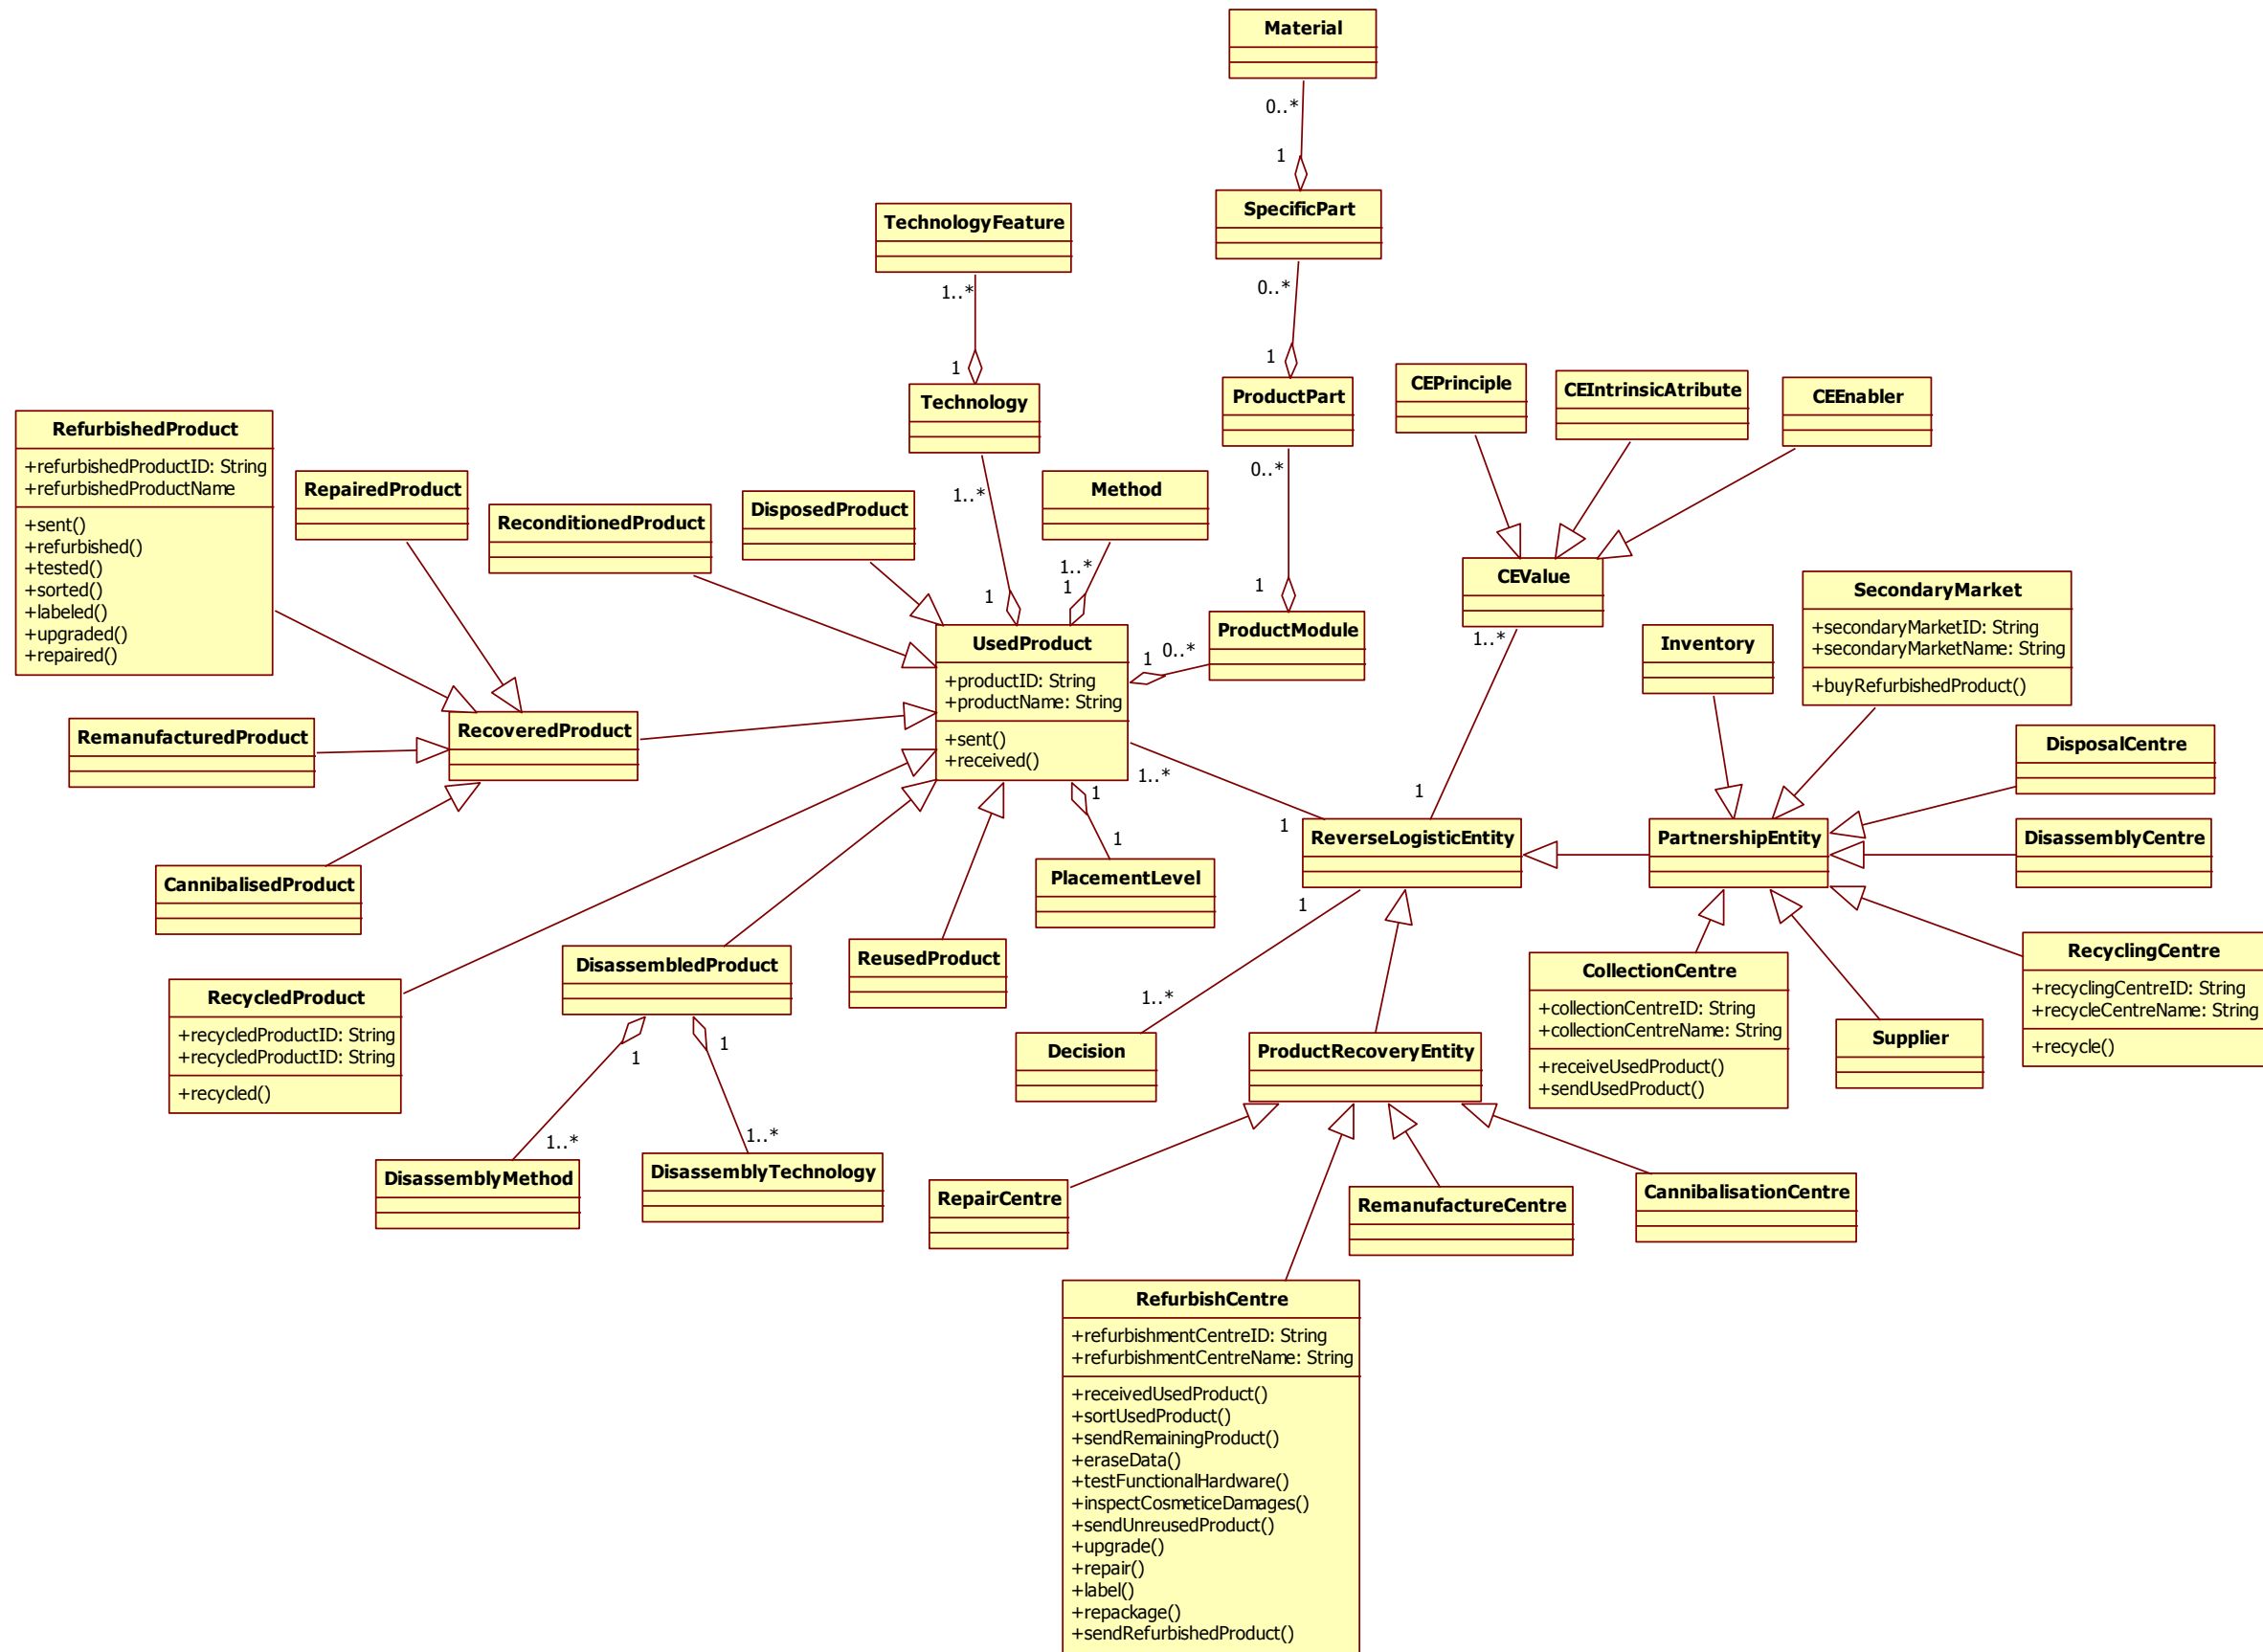 Material
0..*
1
SpecificPart
0..*
1
TechnologyFeature
1..*
1
Technology
1..*
1
ProductPart
0..*
1
CEPrinciple
CEIntrinsicAtribute
CEEnabler
CEValue
1..*
1
RefurbishedProduct
+refurbishedProductID: String
+refurbishedProductName
+sent()
+refurbished()
+tested()
+sorted()
+labeled()
+upgraded()
+repaired()
RepairedProduct
ReconditionedProduct
DisposedProduct
Method
1..*
1
ProductModule
1
0..*
UsedProduct
+productID: String
+productName: String
+sent()
+received()
1..*
1
1
1
RemanufacturedProduct
RecoveredProduct
CannibalisedProduct
PlacementLevel
Inventory
SecondaryMarket
+secondaryMarketID: String
+secondaryMarketName: String
+buyRefurbishedProduct()
DisposalCentre
ReverseLogisticEntity
PartnershipEntity
DisassemblyCentre
RecycledProduct
+recycledProductID: String
+recycledProductID: String
+recycled()
DisassembledProduct
1
1
1..*
1..*
ReusedProduct
1
1..*
Decision
ProductRecoveryEntity
CollectionCentre
+collectionCentreID: String
+collectionCentreName: String
+receiveUsedProduct()
+sendUsedProduct()
Supplier
RecyclingCentre
+recyclingCentreID: String
+recycleCentreName: String
+recycle()
DisassemblyMethod
DisassemblyTechnology
RepairCentre
RemanufactureCentre
CannibalisationCentre
RefurbishCentre
+refurbishmentCentreID: String
+refurbishmentCentreName: String
+receivedUsedProduct()
+sortUsedProduct()
+sendRemainingProduct()
+eraseData()
+testFunctionalHardware()
+inspectCosmeticeDamages()
+sendUnreusedProduct()
+upgrade()
+repair()
+label()
+repackage()
+sendRefurbishedProduct()